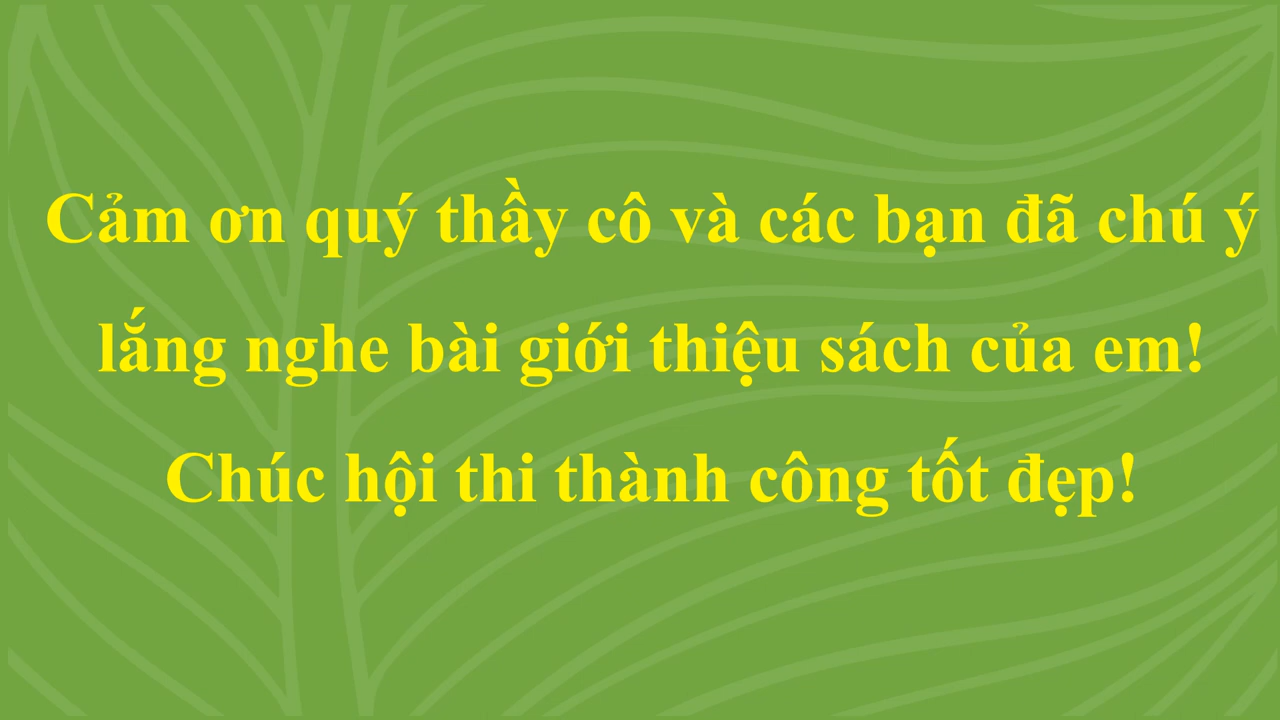 Cảm ơn quý thầy cô và các bạn đã chú ý
lắng nghe bài giới thiệu sách của em!
Chúc hội thi thành công tốt đẹp!